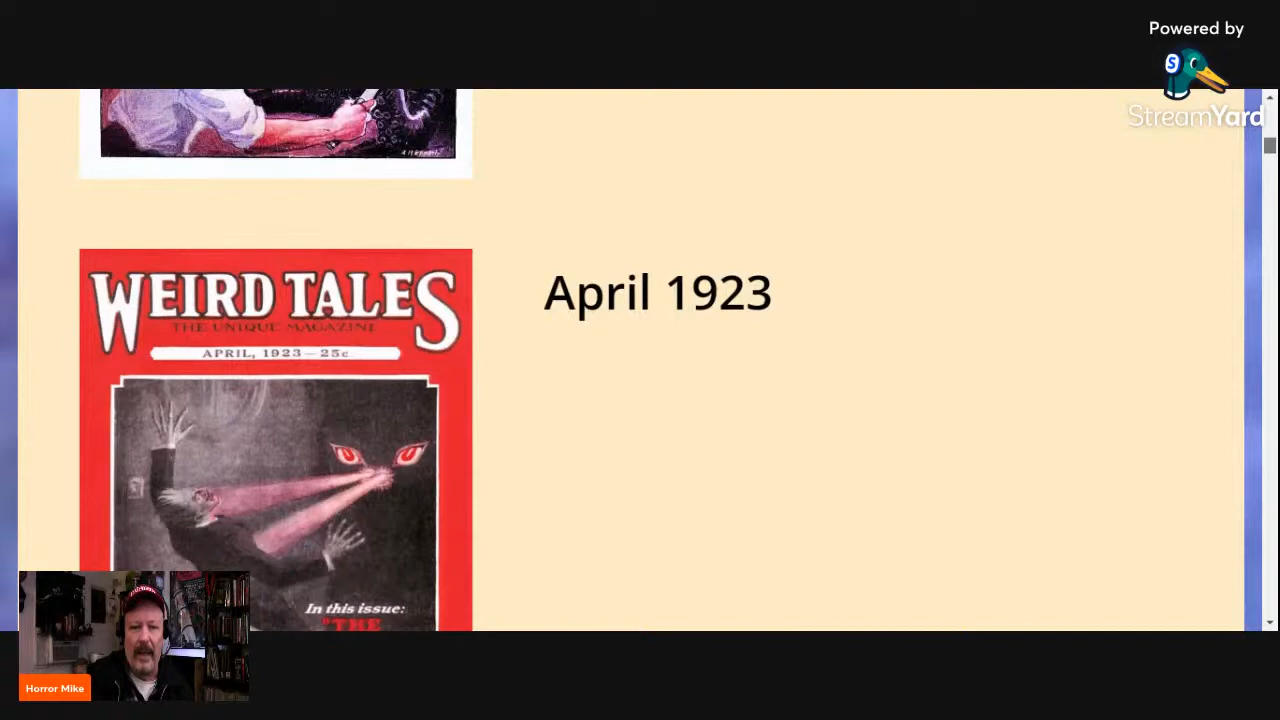 Powered by
StreamYard
WEIRD TALES
THE UNIQUE MAGAZINE
APRIL, 1923—25c
April 1923
In this issue:
"THE
Horror Mike